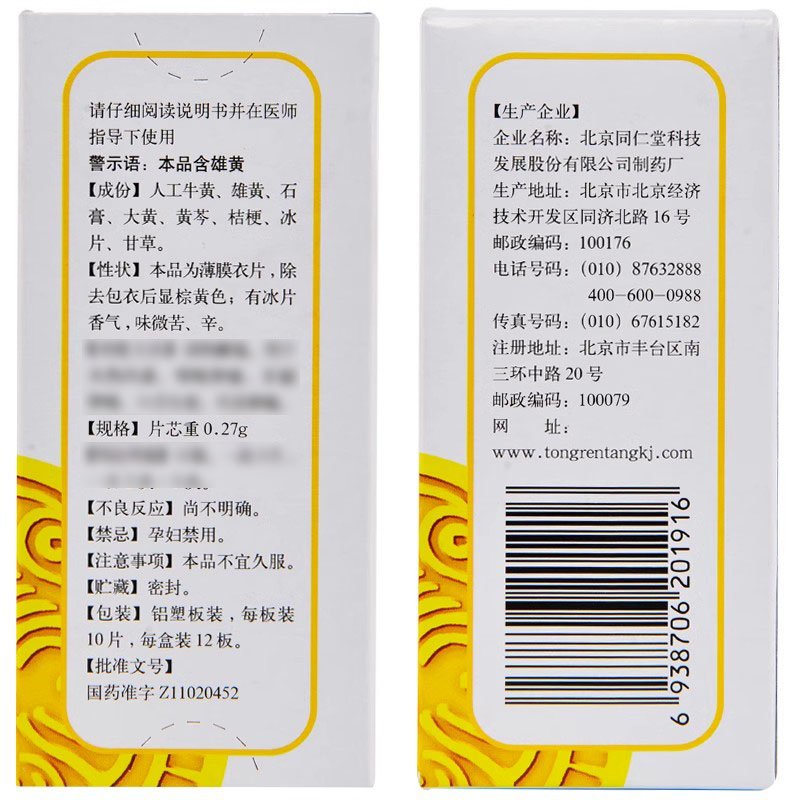 请仔细阅读说明书并在医师
指导下使用
警示语：本品含雄黄
【成份】人工牛黄、雄黄、石
膏、大黄、黄芩、桔梗、冰
片、甘草。
【性状】本品为薄膜衣片，除
去包衣后显棕黄色；有冰片
香气，味微苦、辛。
【规格】片芯重 0.27g
【不良反应】尚不明确。
【禁忌】孕妇禁用。
【注意事项】本品不宜久服。
【贮藏】密封。
【包装】铝塑板装，每板装
10片，每盒装12板。
【批准文号】
国药准字 Z11020452
【生产企业】
企业名称：北京同仁堂科技
发展股份有限公司制药厂
生产地址：北京市北京经济
技术开发区同济北路 16 号
邮政编码：100176
电话号码：（010）87632888
400-600-0988
传真号码：（010）67615182
注册地址：北京市丰台区南
三环中路 20 号
邮政编码：100079
网　　址：
www.tongrentangkj.com
6 938706 201916